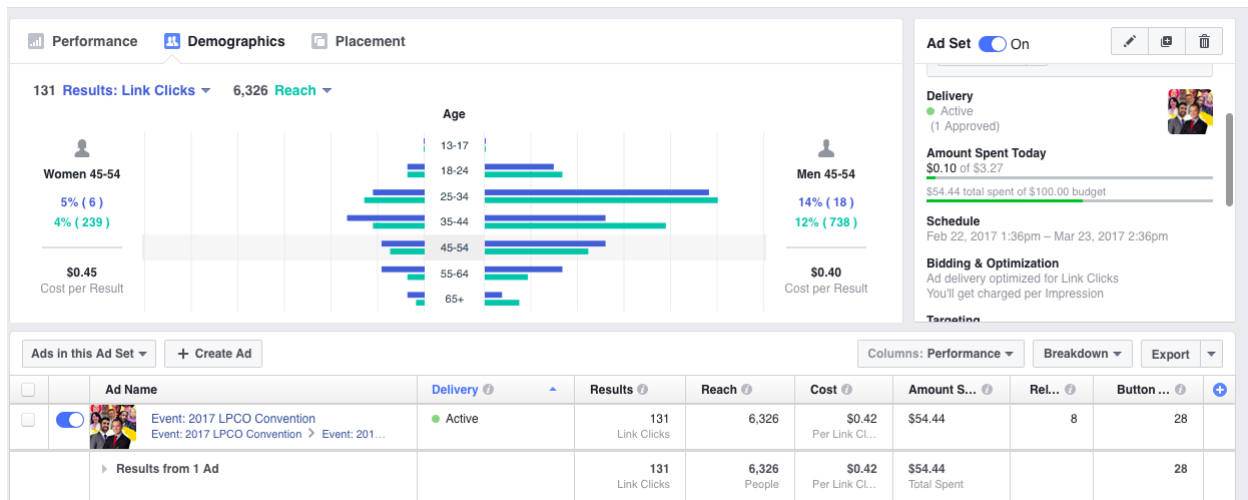 Performance Demographics Placement
131 Results: Link Clicks 6,326 Reach
Age
13-17
18-24
25-34
35-44
45-54
55-64
65+
Women 45-54
5% ( 6 )
4% ( 239 )
$0.45
Cost per Result
Men 45-54
14% ( 18 )
12% ( 738 )
$0.40
Cost per Result
Ad Set On
Delivery
Active
(1 Approved)
Amount Spent Today
$0.10 of $3.27
$54.44 total spent of $100.00 budget
Schedule
Feb 22, 2017 1:36pm – Mar 23, 2017 2:36pm
Bidding & Optimization
Ad delivery optimized for Link Clicks
You'll get charged per Impression
Targeting
Ads in this Ad Set + Create Ad Columns: Performance Breakdown Export
Ad Name Delivery Results Reach Cost Amount S... Rel... Button ...
Event: 2017 LPCO Convention Active 131 6,326 $0.42 $54.44 8 28
Event: 2017 LPCO Convention > Event: 201... Link Clicks Per Link Cl...
Results from 1 Ad 131 6,326 $0.42 $54.44 28
Link Clicks People Per Link Cl... Total Spent